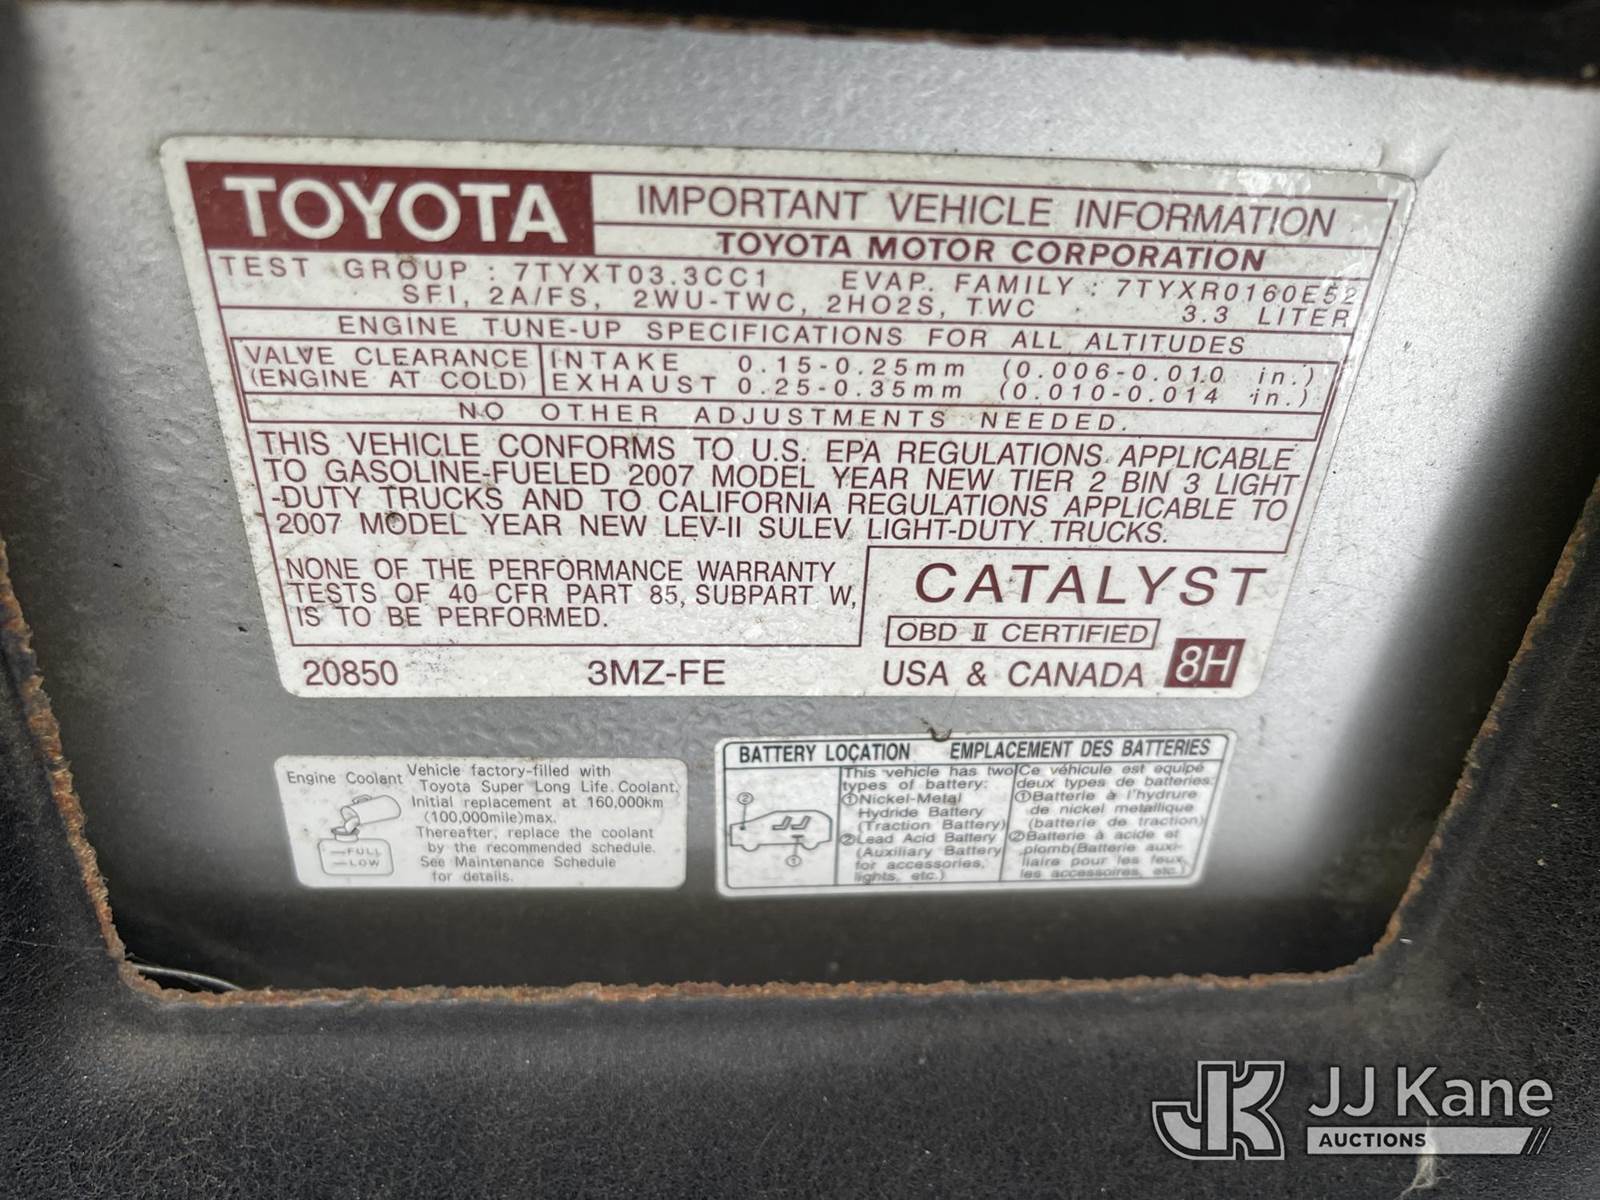 TOYOTA
IMPORTANT VEHICLE INFORMATION
TOYOTA MOTOR CORPORATION
TEST GROUP : 7TYXT03.3CC1 EVAP. FAMILY : 7TYXR0160E52
SFI, 2A/FS, 2WU-TWC, 2HO2S, TWC 3.3 LITER
ENGINE TUNE-UP SPECIFICATIONS FOR ALL ALTITUDES
VALVE CLEARANCE
(ENGINE AT COLD)
INTAKE 0.15-0.25mm (0.006-0.010 in.)
EXHAUST 0.25-0.35mm (0.010-0.014 in.)
NO OTHER ADJUSTMENTS NEEDED.
THIS VEHICLE CONFORMS TO U.S. EPA REGULATIONS APPLICABLE
TO GASOLINE-FUELED 2007 MODEL YEAR NEW TIER 2 BIN 3 LIGHT
-DUTY TRUCKS AND TO CALIFORNIA REGULATIONS APPLICABLE TO
2007 MODEL YEAR NEW LEV-II SULEV LIGHT-DUTY TRUCKS.
NONE OF THE PERFORMANCE WARRANTY
TESTS OF 40 CFR PART 85, SUBPART W,
IS TO BE PERFORMED.
CATALYST
OBD II CERTIFIED
20850 3MZ-FE USA & CANADA 8H
Engine Coolant
FULL
LOW
Vehicle factory-filled with
Toyota Super Long Life Coolant.
Initial replacement at 160,000km
(100,000mile)max.
Thereafter, replace the coolant
by the recommended schedule.
See Maintenance Schedule
for details.
BATTERY LOCATION EMPLACEMENT DES BATTERIES
②
①
This vehicle has two
types of battery:
①Nickel-Metal
Hydride Battery
(Traction Battery)
②Lead Acid Battery
(Auxiliary Battery
for accessories,
lights, etc.)
Ce véhicule est équipé
deux types de batteries:
①Batterie à l'hydrure
de nickel metallique
(batterie de traction)
②Batterie à acide et
plomb(Batterie auxi-
liaire pour les feux,
les accessoires, etc.)
JK JJ Kane
AUCTIONS